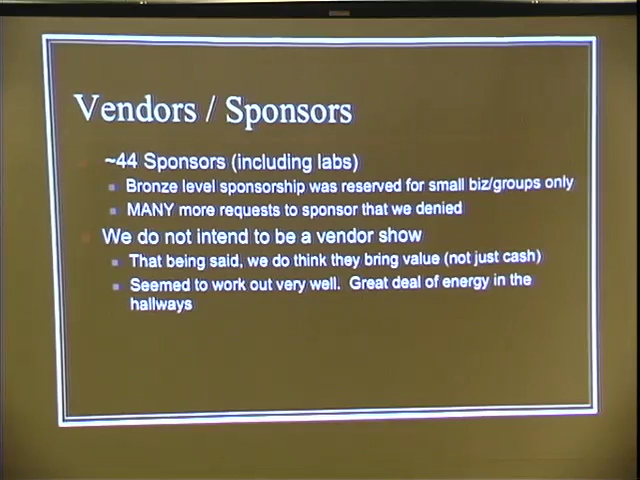 Vendors / Sponsors
~44 Sponsors (including labs)
Bronze level sponsorship was reserved for small biz/groups only
MANY more requests to sponsor that we denied
We do not intend to be a vendor show
That being said, we do think they bring value (not just cash)
Seemed to work out very well. Great deal of energy in the
hallways